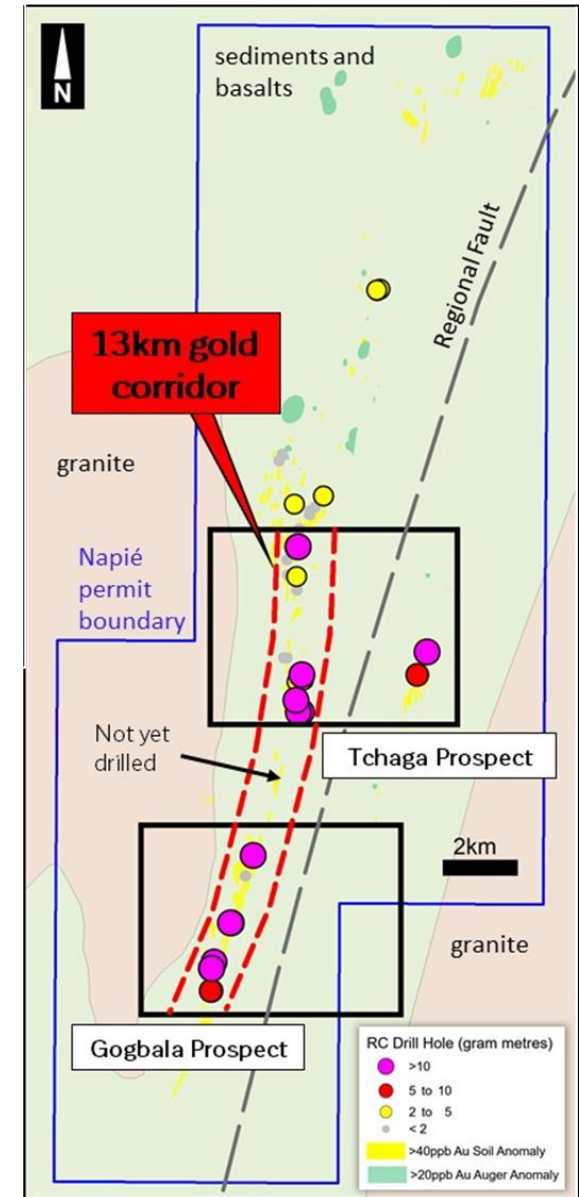 N
sediments and
basalts
Regional Fault
13km gold
corridor
granite
Napié
permit
boundary
Not yet
drilled
Tchaga Prospect
2km
granite
Gogbala Prospect
RC Drill Hole (gram metres)
>10
5 to 10
2 to 5
< 2
>40ppb Au Soil Anomaly
>20ppb Au Auger Anomaly